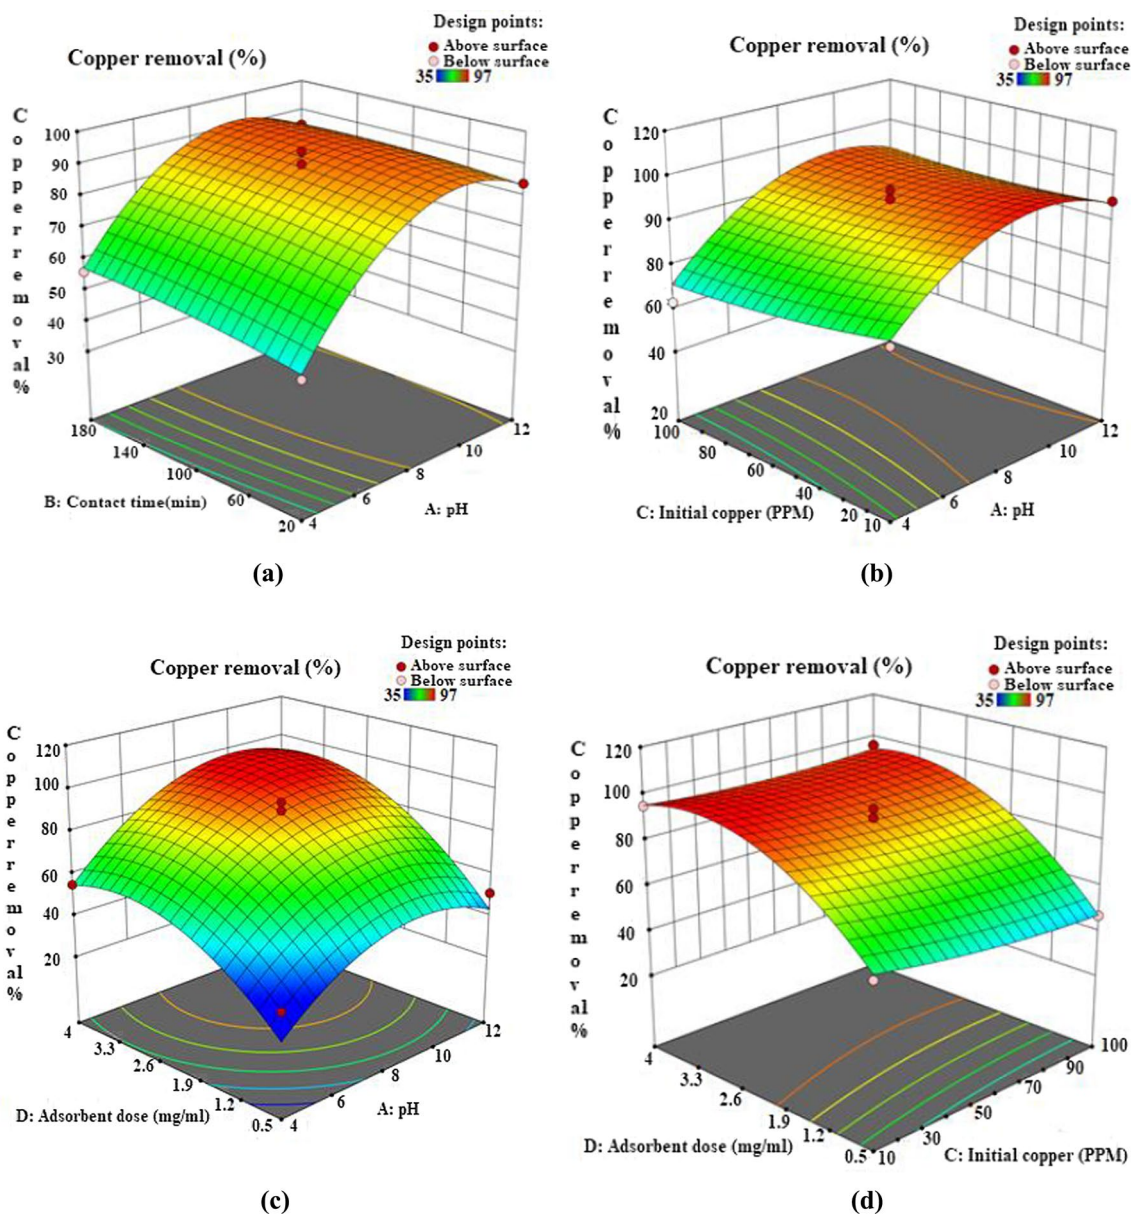 Design points:
Copper removal (%)
Above surface
Below surface
35 97
Copper removal %
100
90
80
70
60
50
40
30
180
140
100
60
20
B: Contact time(min)
4
6
8
10
12
A: pH
(a)
Design points:
Copper removal (%)
Above surface
Below surface
35 97
Copper removal %
120
100
90
80
60
40
20
100
80
60
40
20
10
C: Initial copper (PPM)
4
6
8
10
12
A: pH
(b)
Design points:
Copper removal (%)
Above surface
Below surface
35 97
Copper removal %
120
100
80
60
40
20
4
3.3
2.6
1.9
1.2
0.5
D: Adsorbent dose (mg/ml)
4
6
8
10
12
A: pH
(c)
Design points:
Copper removal (%)
Above surface
Below surface
35 97
Copper removal %
120
100
80
60
40
20
4
3.3
2.6
1.9
1.2
0.5
D: Adsorbent dose (mg/ml)
10
30
50
70
90
100
C: Initial copper (PPM)
(d)